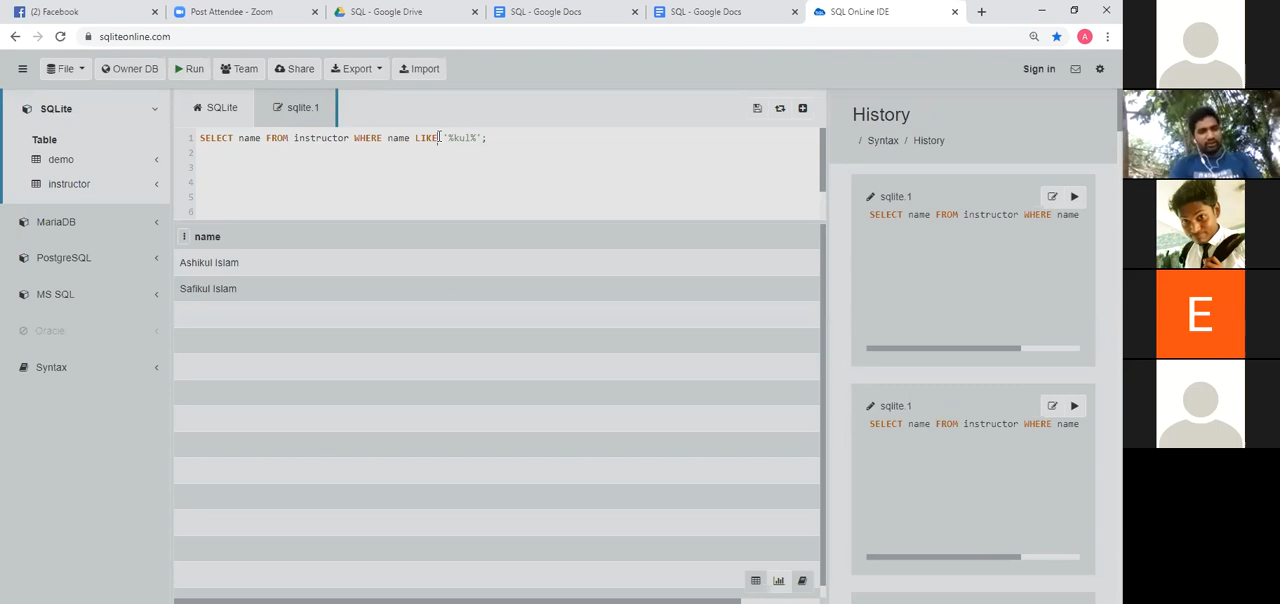 (2) Facebook
Post Attendee - Zoom
SQL - Google Drive
SQL - Google Docs
SQL - Google Docs
SQL OnLine IDE
sqliteonline.com
A
File
Owner DB
Run
Team
Share
Export
Import
Sign in
SQLite
Table
demo
instructor
MariaDB
PostgreSQL
MS SQL
Oracle
Syntax
SQLite
sqlite.1
1 SELECT name FROM instructor WHERE name LIKE '%kul%';
2
3
4
5
6
name
Ashikul Islam
Safikul Islam
History
/ Syntax / History
sqlite.1
SELECT name FROM instructor WHERE name
sqlite.1
SELECT name FROM instructor WHERE name
E